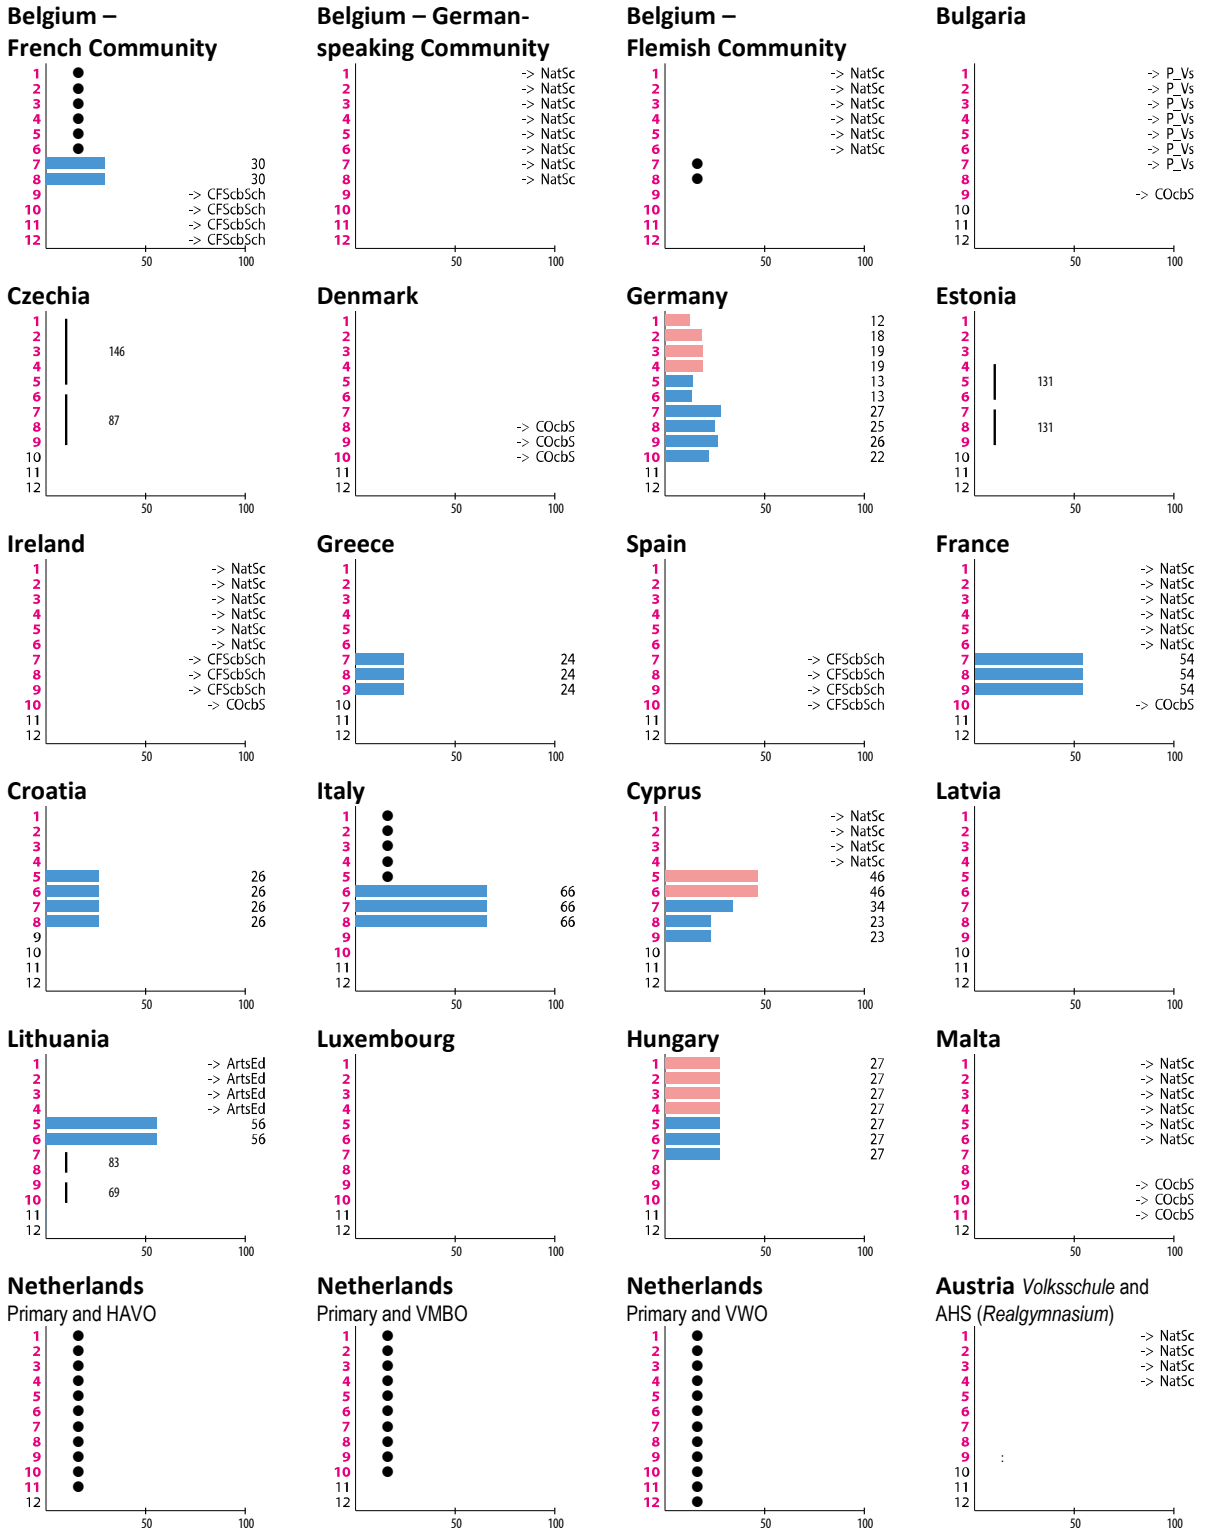 Belgium –
French Community
1
2
3
4
5
6
7 30
8 30
9 -> CFScbSch
10 -> CFScbSch
11 -> CFScbSch
12 -> CFScbSch
50 100
Belgium – German-
speaking Community
1 -> NatSc
2 -> NatSc
3 -> NatSc
4 -> NatSc
5 -> NatSc
6 -> NatSc
7 -> NatSc
8 -> NatSc
9
10
11
12
50 100
Belgium –
Flemish Community
1 -> NatSc
2 -> NatSc
3 -> NatSc
4 -> NatSc
5 -> NatSc
6 -> NatSc
7
8
9
10
11
12
50 100
Bulgaria
1 -> P_Vs
2 -> P_Vs
3 -> P_Vs
4 -> P_Vs
5 -> P_Vs
6 -> P_Vs
7 -> P_Vs
8
9 -> COcbS
10
11
12
50 100
Czechia
1
2
3 146
4
5
6
7
8 87
9
10
11
12
50 100
Denmark
1
2
3
4
5
6
7
8 -> COcbS
9 -> COcbS
10 -> COcbS
11
12
50 100
Germany
1 12
2 18
3 19
4 19
5 13
6 13
7 27
8 25
9 26
10 22
11
12
50 100
Estonia
1
2
3
4
5 131
6
7
8 131
9
10
11
12
50 100
Ireland
1 -> NatSc
2 -> NatSc
3 -> NatSc
4 -> NatSc
5 -> NatSc
6 -> NatSc
7 -> CFScbSch
8 -> CFScbSch
9 -> CFScbSch
10 -> COcbS
11
12
50 100
Greece
1
2
3
4
5
6
7 24
8 24
9 24
10
11
12
50 100
Spain
1
2
3
4
5
6
7 -> CFScbSch
8 -> CFScbSch
9 -> CFScbSch
10 -> CFScbSch
11
12
50 100
France
1 -> NatSc
2 -> NatSc
3 -> NatSc
4 -> NatSc
5 -> NatSc
6 -> NatSc
7 54
8 54
9 54
10 -> COcbS
11
12
50 100
Croatia
1
2
3
4
5 26
6 26
7 26
8 26
9
10
11
12
50 100
Italy
1
2
3
4
5
6 66
7 66
8 66
9
10
11
12
50 100
Cyprus
1 -> NatSc
2 -> NatSc
3 -> NatSc
4 -> NatSc
5 46
6 46
7 34
8 23
9 23
10
11
12
50 100
Latvia
1
2
3
4
5
6
7
8
9
10
11
12
50 100
Lithuania
1 -> ArtsEd
2 -> ArtsEd
3 -> ArtsEd
4 -> ArtsEd
5 56
6 56
7
83
8
9
69
10
11
12
50 100
Luxembourg
1
2
3
4
5
6
7
8
9
10
11
12
50 100
Hungary
1 27
2 27
3 27
4 27
5 27
6 27
7 27
8
9
10
11
12
50 100
Malta
1 -> NatSc
2 -> NatSc
3 -> NatSc
4 -> NatSc
5 -> NatSc
6 -> NatSc
7
8
9 -> COcbS
10 -> COcbS
11 -> COcbS
12
50 100
Netherlands
Primary and HAVO
1
2
3
4
5
6
7
8
9
10
11
12
50 100
Netherlands
Primary and VMBO
1
2
3
4
5
6
7
8
9
10
11
12
50 100
Netherlands
Primary and VWO
1
2
3
4
5
6
7
8
9
10
11
12
50 100
Austria Volksschule and
AHS (Realgymnasium)
1 -> NatSc
2 -> NatSc
3 -> NatSc
4 -> NatSc
5
6
7
8
9 :
10
11
12
50 100